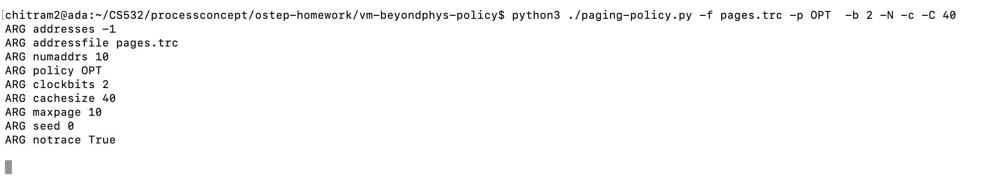 [chitram2@ada:~/CS532/processconcept/ostep-homework/vm-beyondphys-policy$ python3 ./paging-policy.py -f pages.trc -p OPT  -b 2 -N -c -C 40
ARG addresses -1
ARG addressfile pages.trc
ARG numaddrs 10
ARG policy OPT
ARG clockbits 2
ARG cachesize 40
ARG maxpage 10
ARG seed 0
ARG notrace True